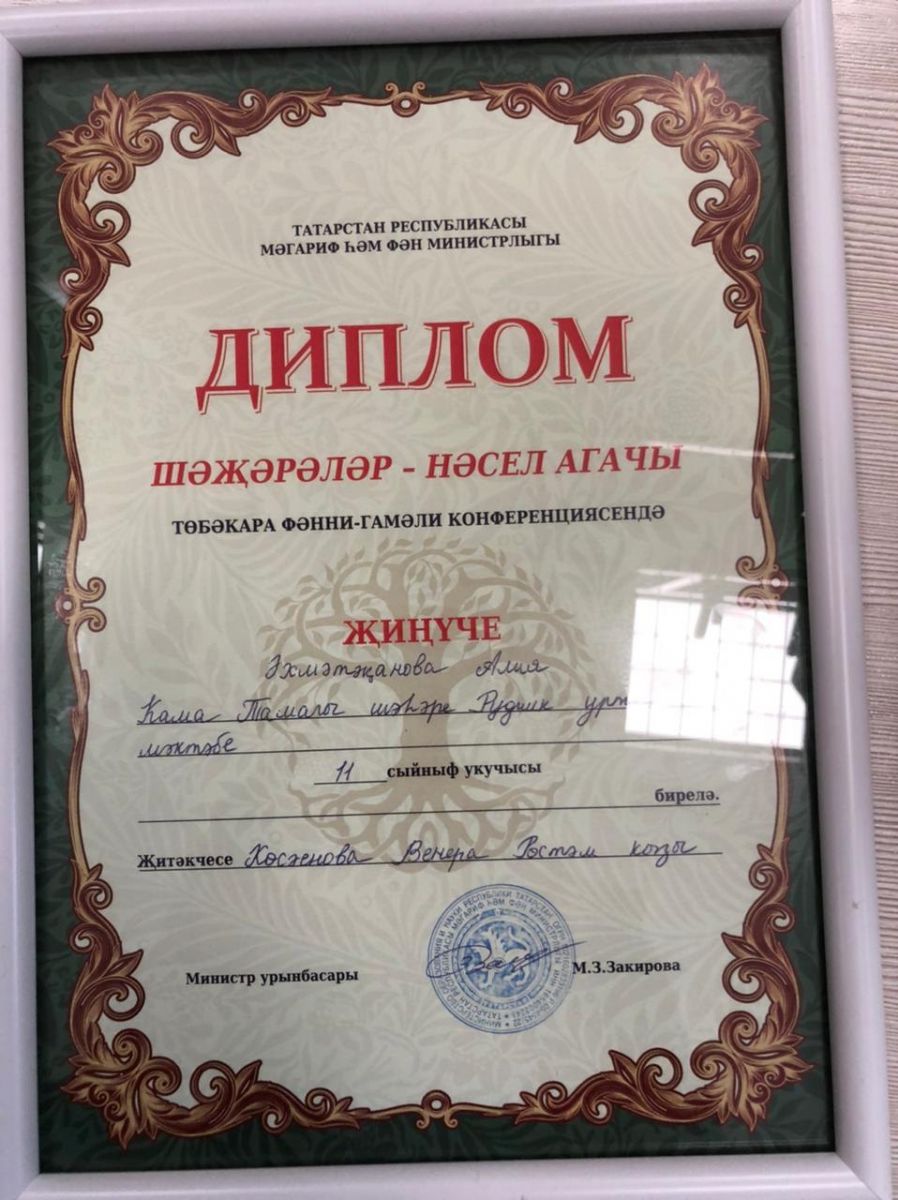 ТАТАРСТАН РЕСПУБЛИКАСЫ
МӘГАРИФ ҺӘМ ФӘН МИНИСТРЛЫГЫ
ДИПЛОМ
ШӘҖӘРӘЛӘР – НӘСЕЛ АГАЧЫ
ТӨБӘКАРА ФӘННИ-ГАМӘЛИ КОНФЕРЕНЦИЯСЕНДӘ
ҖИҢҮЧЕ
Әхмәтҗанова Алия
Кама Тамагы шәһәре Рудник урта
мәктәбе
11 сыйныф укучысы
бирелә.
Җитәкчесе Хөсәенова Венера Рөстәм кызы
Министр урынбасары
М.З.Закирова